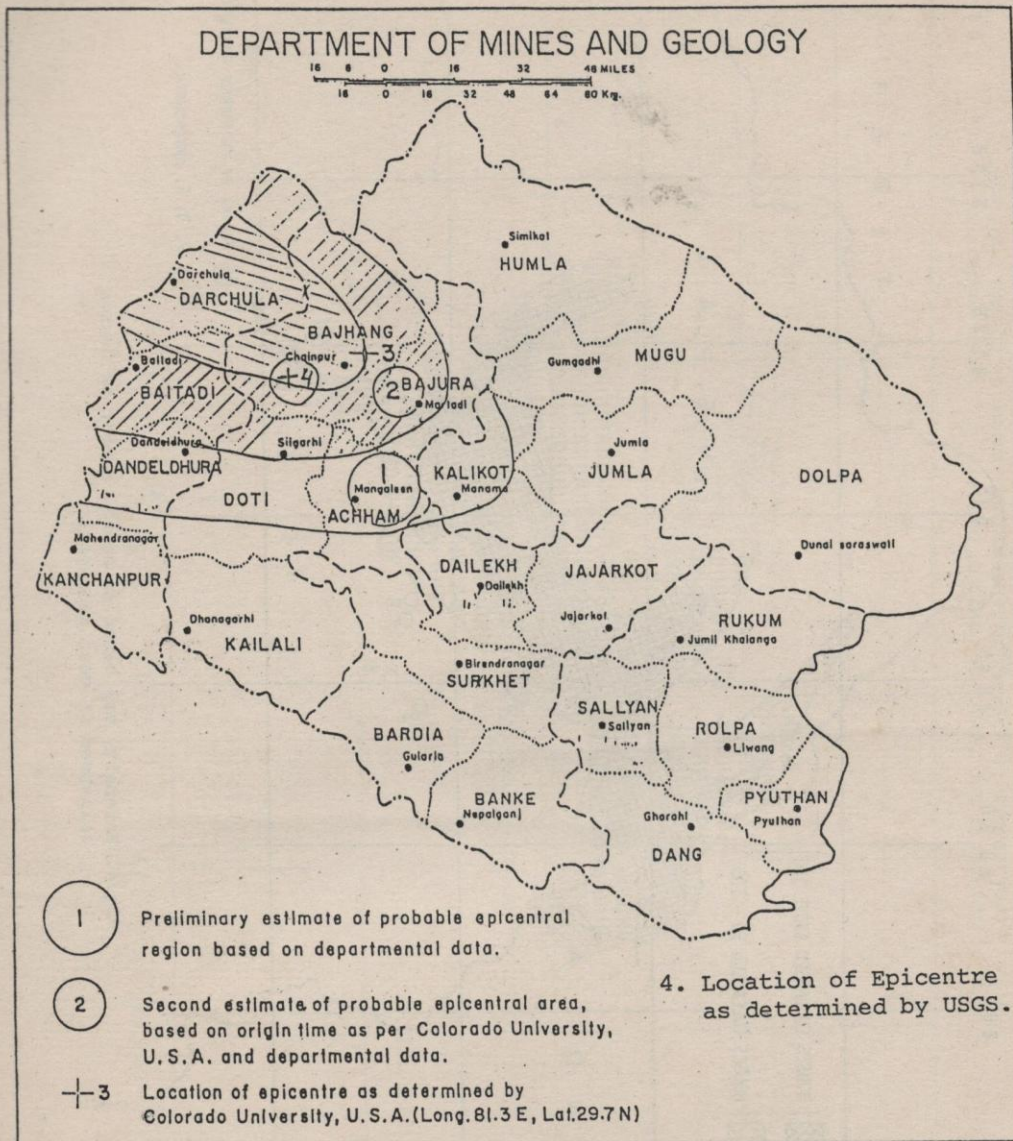 DEPARTMENT OF MINES AND GEOLOGY
16 8 0 16 32 48 MILES
16 0 16 32 48 64 80 Km.
Simikot
HUMLA
Darchula
DARCHULA
BAJHANG
Chainpur
3
4
Baitadi
BAITADI
2
BAJURA
Martadi
Gumgadhi
MUGU
Dandeldhura
DANDELDHURA
Silgarhi
DOTI
1
Mangalsen
ACHHAM
KALIKOT
Manama
Jumla
JUMLA
DOLPA
Dunai saraswati
Mahendranagar
KANCHANPUR
DAILEKH
Dailekh
JAJARKOT
Jajarkot
RUKUM
Jumli Khalanga
Dhanagarhi
KAILALI
Birendranagar
SURKHET
SALLYAN
Sallyan
ROLPA
Liwang
BARDIA
Gularia
BANKE
Nepalganj
PYUTHAN
Pyuthan
Ghorahi
DANG
1 Preliminary estimate of probable epicentral
region based on departmental data.
2 Second estimate of probable epicentral area,
based on origin time as per Colorado University,
U.S.A. and departmental data.
3 Location of epicentre as determined by
Colorado University, U.S.A.(Long.81.3 E, Lat.29.7 N)
4. Location of Epicentre
as determined by USGS.